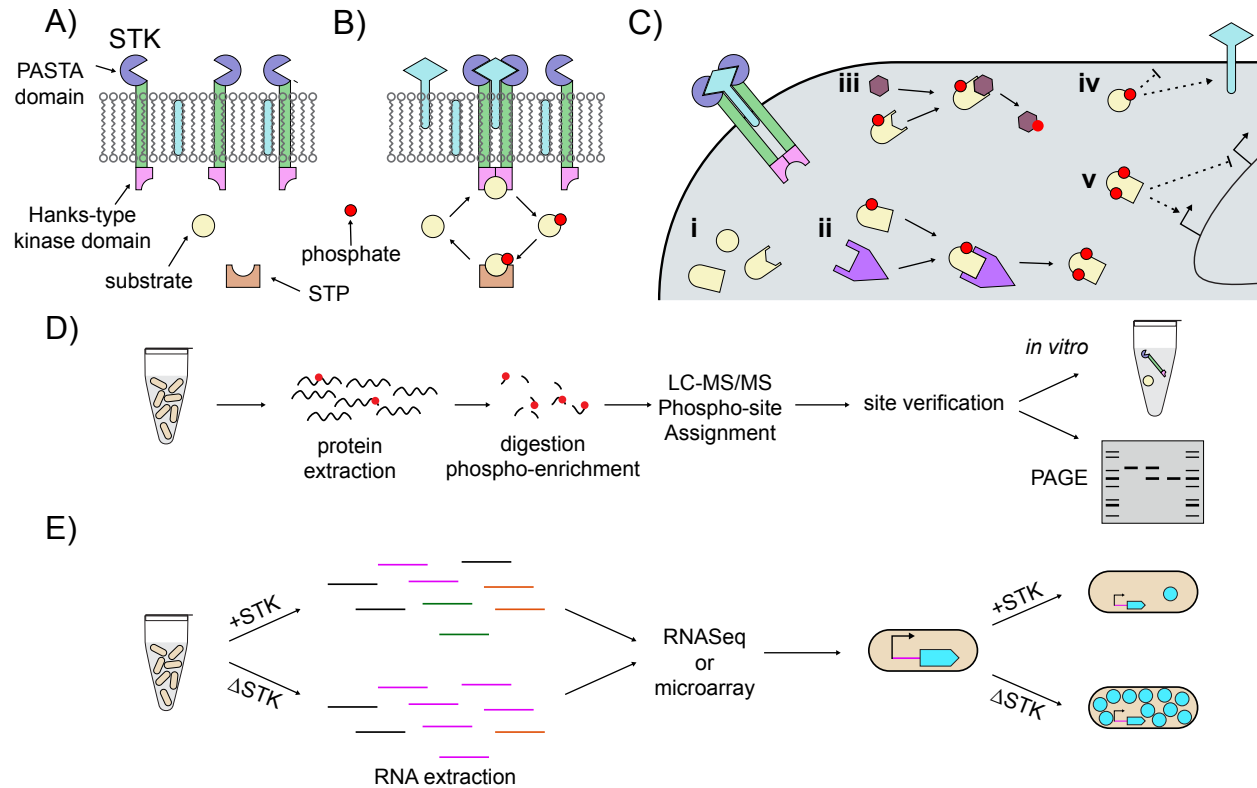 A)
STK
PASTA
domain
Hanks-type
kinase domain
substrate
STP
B)
phosphate
C)
i
ii
iii
iv
v
D)
protein
extraction
digestion
phospho-enrichment
LC-MS/MS
Phospho-site
Assignment
site verification
in vitro
PAGE
E)
+STK
ΔSTK
RNA extraction
RNASeq
or
microarray
+STK
ΔSTK